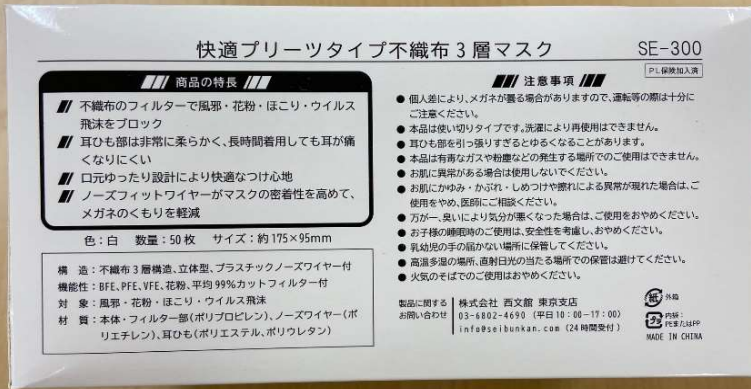 快適プリーツタイプ不織布3層マスク
SE-300
PL保険加入済
商品の特長
不織布のフィルターで風邪・花粉・ほこり・ウイルス
飛沫をブロック
耳ひも部は非常に柔らかく、長時間着用しても耳が痛
くなりにくい
口元ゆったり設計により快適なつけ心地
ノーズフィットワイヤーがマスクの密着性を高めて、
メガネのくもりを軽減
色：白 数量：50枚 サイズ：約175×95mm
構 造：不織布3層構造、立体型、プラスチックノーズワイヤー付
機能性：BFE、PFE、VFE、花粉、平均99%カットフィルター付
対 象：風邪・花粉・ほこり・ウイルス飛沫
材 質：本体・フィルター部(ポリプロピレン)、ノーズワイヤー(ポ
リエチレン)、耳ひも(ポリエステル、ポリウレタン)
注意事項
● 個人差により、メガネが曇る場合がありますので、運転等の際は十分に
ご注意ください。
● 本品は使い切りタイプです。洗濯により再使用はできません。
● 耳ひも部を引っ張りすぎるとゆるくなることがあります。
● 本品は有毒なガスや粉塵などの発生する場所でのご使用はできません。
● お肌に異常がある場合は使用しないでください。
● お肌にかゆみ・かぶれ・しめつけや擦れによる異常が現れた場合は、ご
使用をやめ、医師にご相談ください。
● 万が一、臭いにより気分が悪くなった場合は、ご使用をおやめください。
● お子様の睡眠時のご使用は、安全性を考慮し、おやめください。
● 乳幼児の手の届かない場所に保管してください。
● 高温多湿の場所、直射日光の当たる場所での保管は避けてください。
● 火気のそばでのご使用はおやめください。
製品に関する
お問い合わせ
株式会社 西文館 東京支店
03-6802-4690 (平日10：00-17：00)
info@seibunkan.com (24時間受付)
紙 外箱
プラ 内袋：
PEまたはPP
MADE IN CHINA